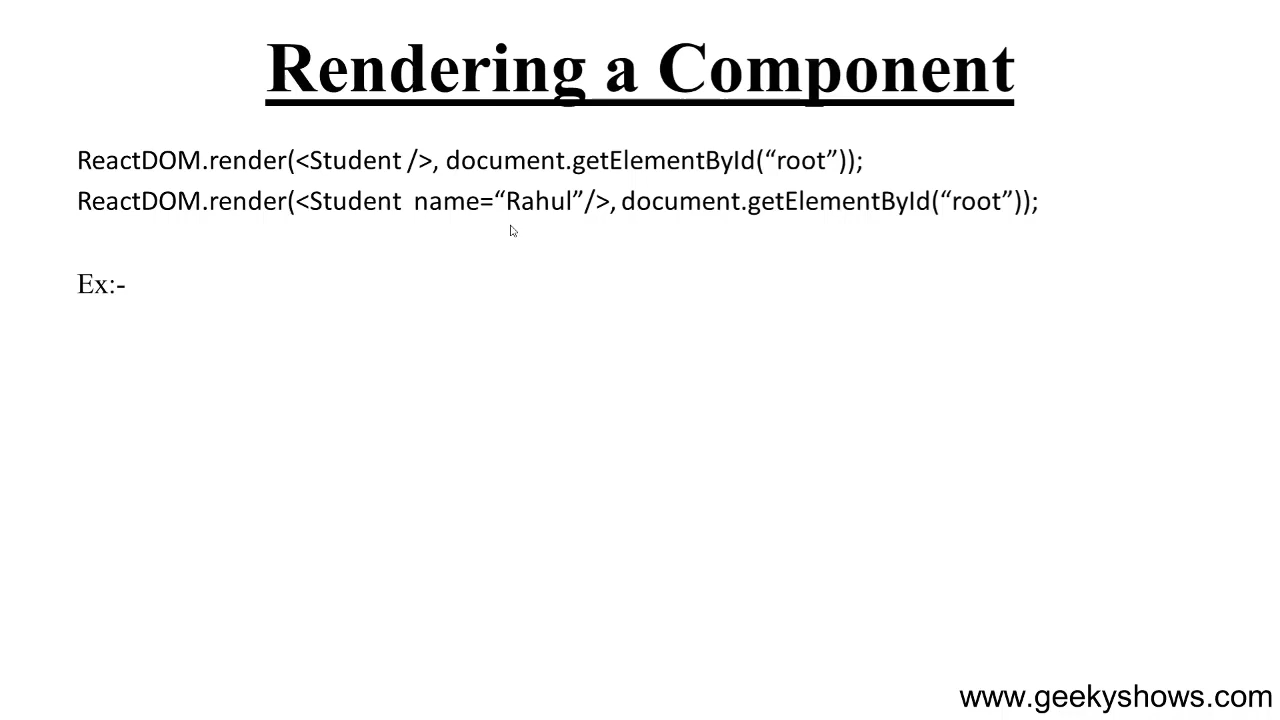 Rendering a Component
ReactDOM.render(<Student />, document.getElementById(“root”));
ReactDOM.render(<Student name=“Rahul”/>, document.getElementById(“root”));
Ex:-
www.geekyshows.com